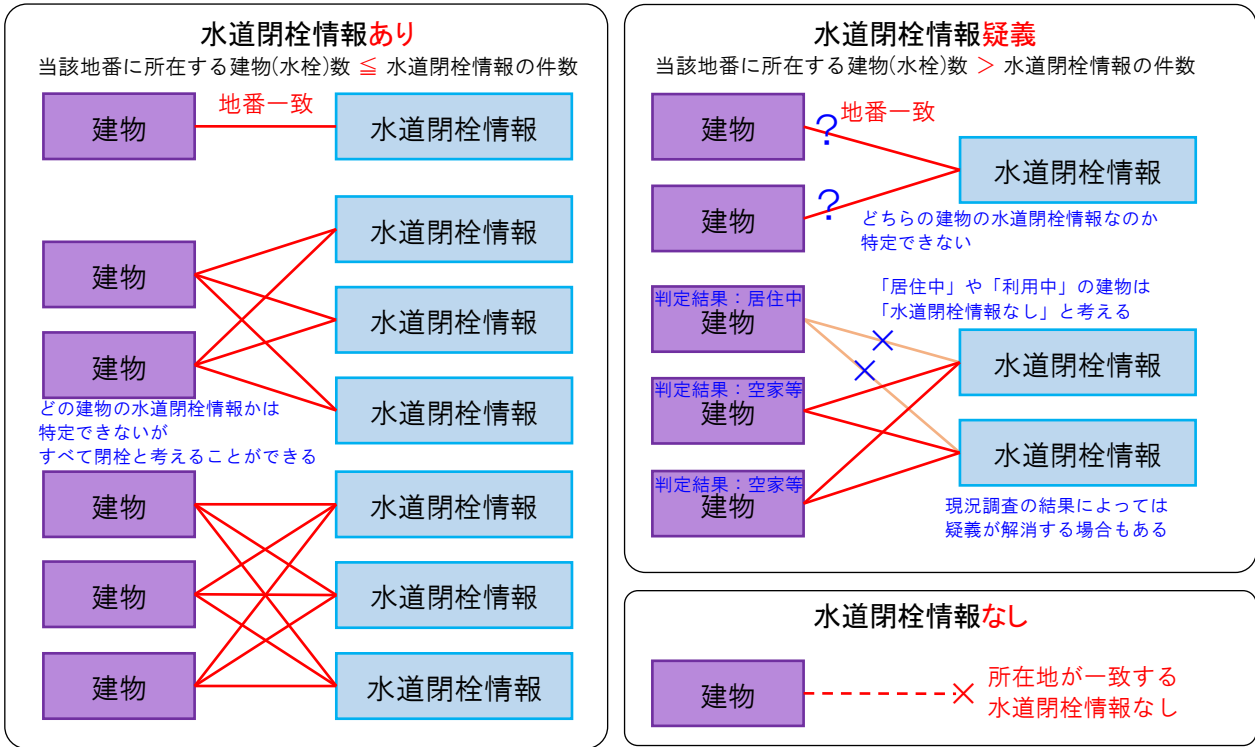 水道閉栓情報あり
当該地番に所在する建物(水栓)数 ≦ 水道閉栓情報の件数
建物
地番一致
水道閉栓情報
建物
建物
水道閉栓情報
水道閉栓情報
水道閉栓情報
どの建物の水道閉栓情報かは
特定できないが
すべて閉栓と考えることができる
建物
建物
建物
水道閉栓情報
水道閉栓情報
水道閉栓情報
水道閉栓情報疑義
当該地番に所在する建物(水栓)数 > 水道閉栓情報の件数
建物
?
地番一致
建物
?
水道閉栓情報
どちらの建物の水道閉栓情報なのか
特定できない
「居住中」や「利用中」の建物は
「水道閉栓情報なし」と考える
判定結果:居住中
建物
判定結果:空家等
建物
判定結果:空家等
建物
水道閉栓情報
水道閉栓情報
現況調査の結果によっては
疑義が解消する場合もある
水道閉栓情報なし
建物
所在地が一致する
水道閉栓情報なし